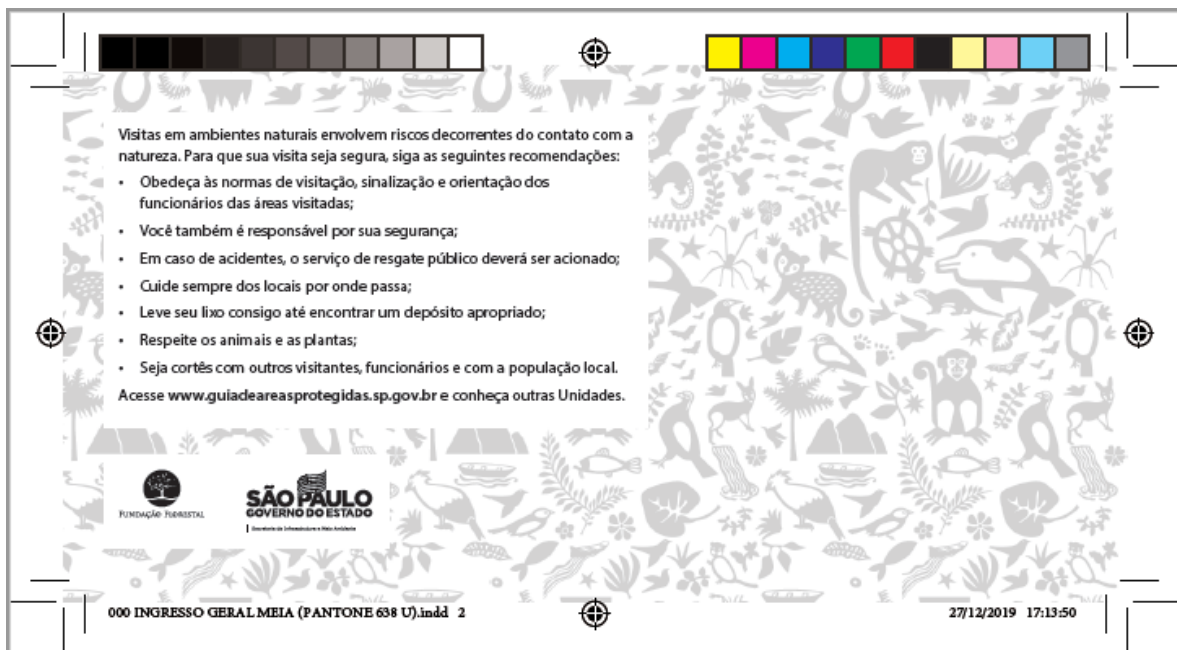 Visitas em ambientes naturais envolvem riscos decorrentes do contato com a
natureza. Para que sua visita seja segura, siga as seguintes recomendações:
• Obedeça às normas de visitação, sinalização e orientação dos
funcionários das áreas visitadas;
• Você também é responsável por sua segurança;
• Em caso de acidentes, o serviço de resgate público deverá ser acionado;
• Cuide sempre dos locais por onde passa;
• Leve seu lixo consigo até encontrar um depósito apropriado;
• Respeite os animais e as plantas;
• Seja cortês com outros visitantes, funcionários e com a população local.
Acesse www.guiadeareasprotegidas.sp.gov.br e conheça outras Unidades.
FUNDAÇÃO FLORESTAL
SÃO PAULO
GOVERNO DO ESTADO
Secretaria de Infraestrutura e Meio Ambiente
000 INGRESSO GERAL MEIA (PANTONE 638 U).indd 2
27/12/2019 17:13:50